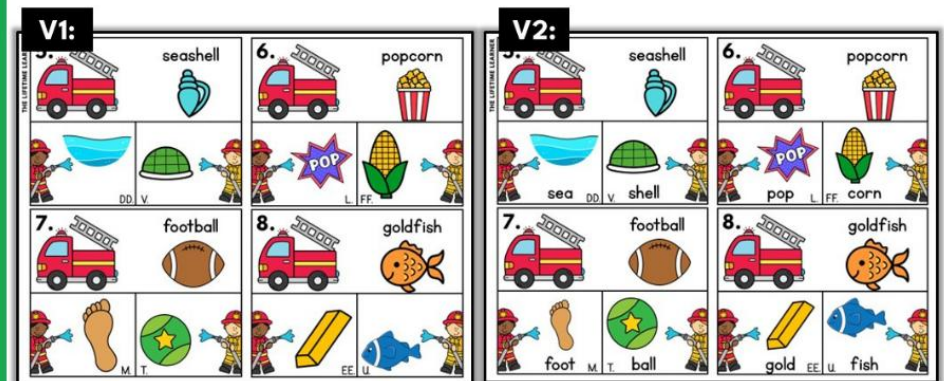 V1:
THE LIFETIME LEARNER
5. seashell
6. popcorn
DD. V.
POP
L. FF.
7. football
8. goldfish
M. T.
EE. U.
V2:
THE LIFETIME LEARNER
5. seashell
6. popcorn
sea DD. V. shell
POP
pop L. FF. corn
7. football
8. goldfish
foot M. T. ball
gold EE. U. fish